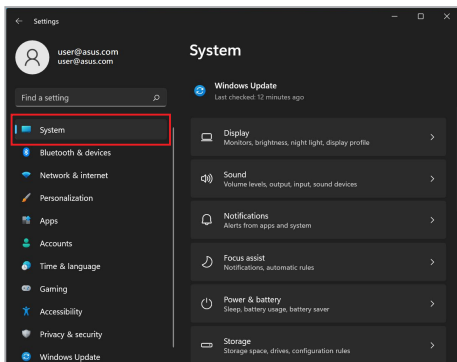 Settings
user@asus.com
user@asus.com
Find a setting
System
Bluetooth & devices
Network & internet
Personalization
Apps
Accounts
Time & language
Gaming
Accessibility
Privacy & security
Windows Update
System
Windows Update
Last checked: 12 minutes ago
Display
Monitors, brightness, night light, display profile
Sound
Volume levels, output, input, sound devices
Notifications
Alerts from apps and system
Focus assist
Notifications, automatic rules
Power & battery
Sleep, battery usage, battery saver
Storage
Storage space, drives, configuration rules